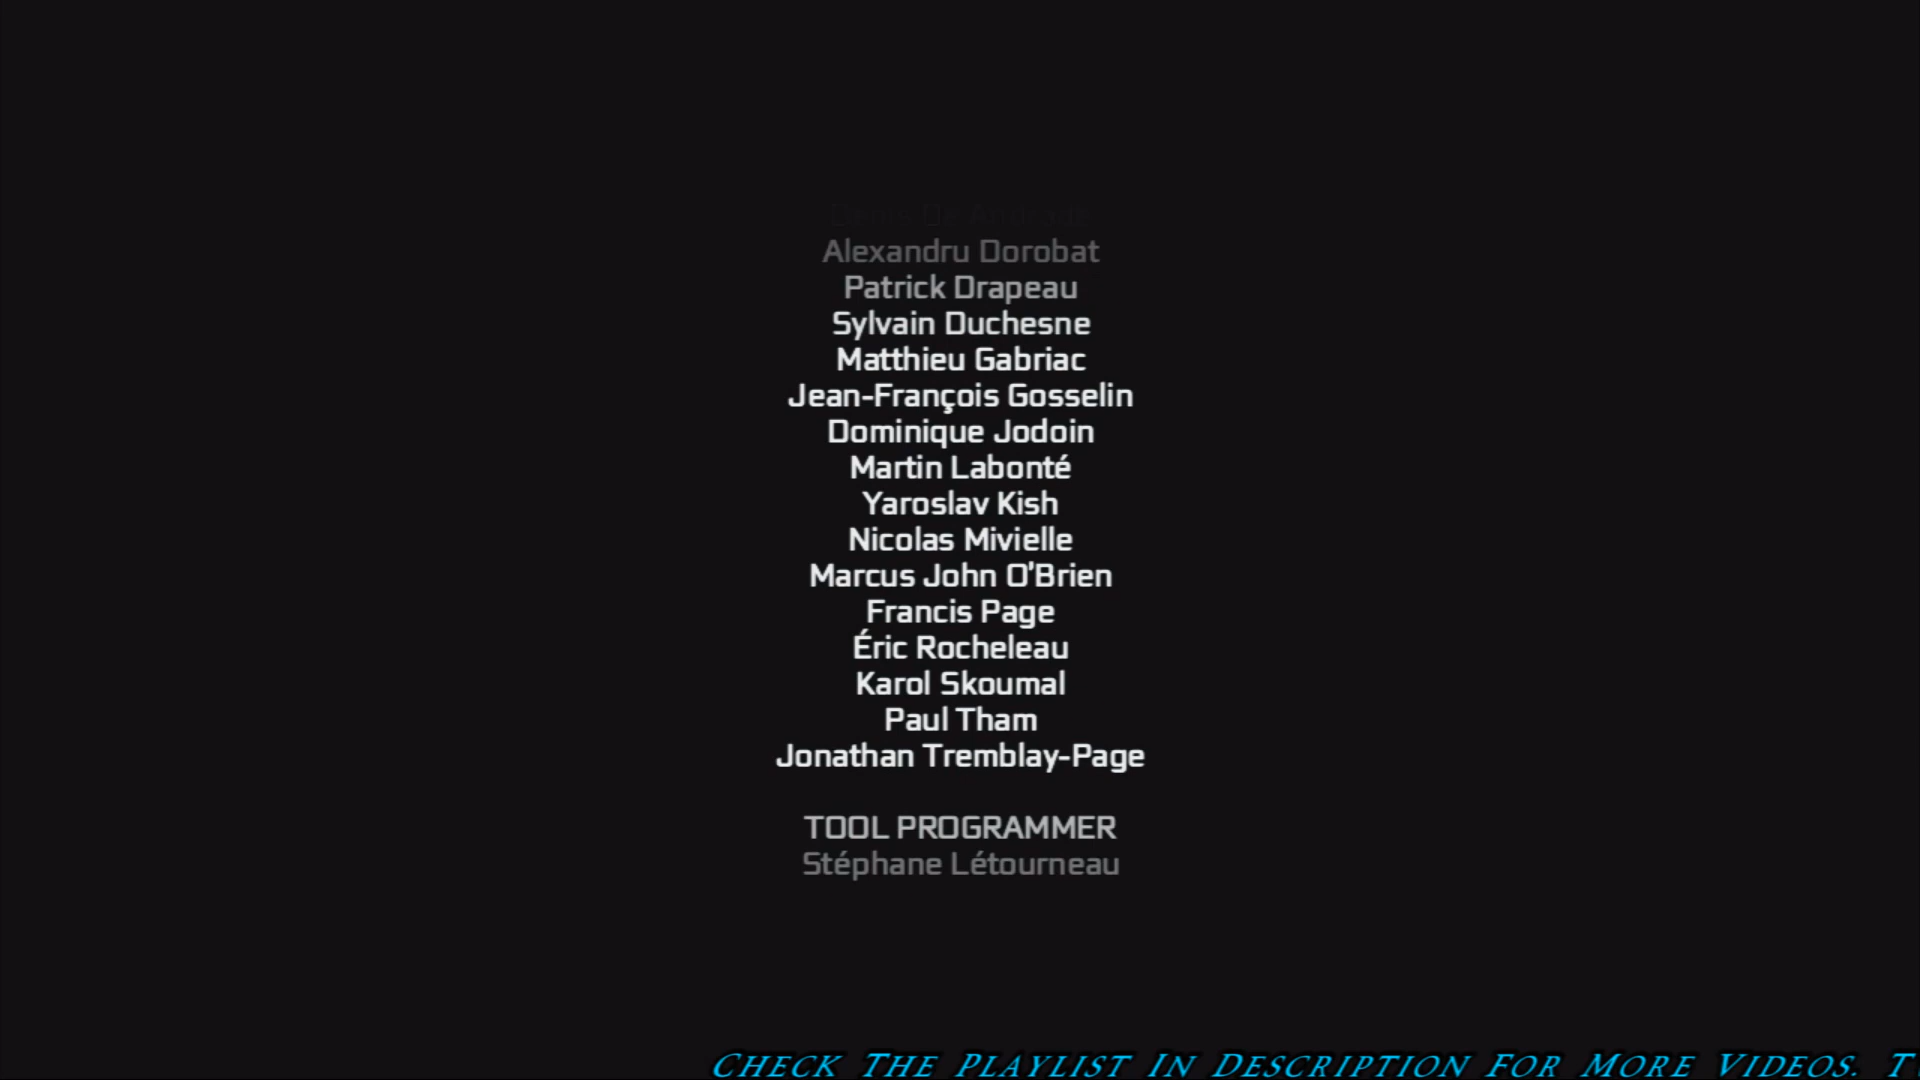 Alexandru Dorobat
Patrick Drapeau
Sylvain Duchesne
Matthieu Gabriac
Jean-François Gosselin
Dominique Jodoin
Martin Labonté
Yaroslav Kish
Nicolas Mivielle
Marcus John O'Brien
Francis Page
Éric Rocheleau
Karol Skoumal
Paul Tham
Jonathan Tremblay-Page
TOOL PROGRAMMER
Stéphane Létourneau
CHECK THE PLAYLIST IN DESCRIPTION FOR MORE VIDEOS.